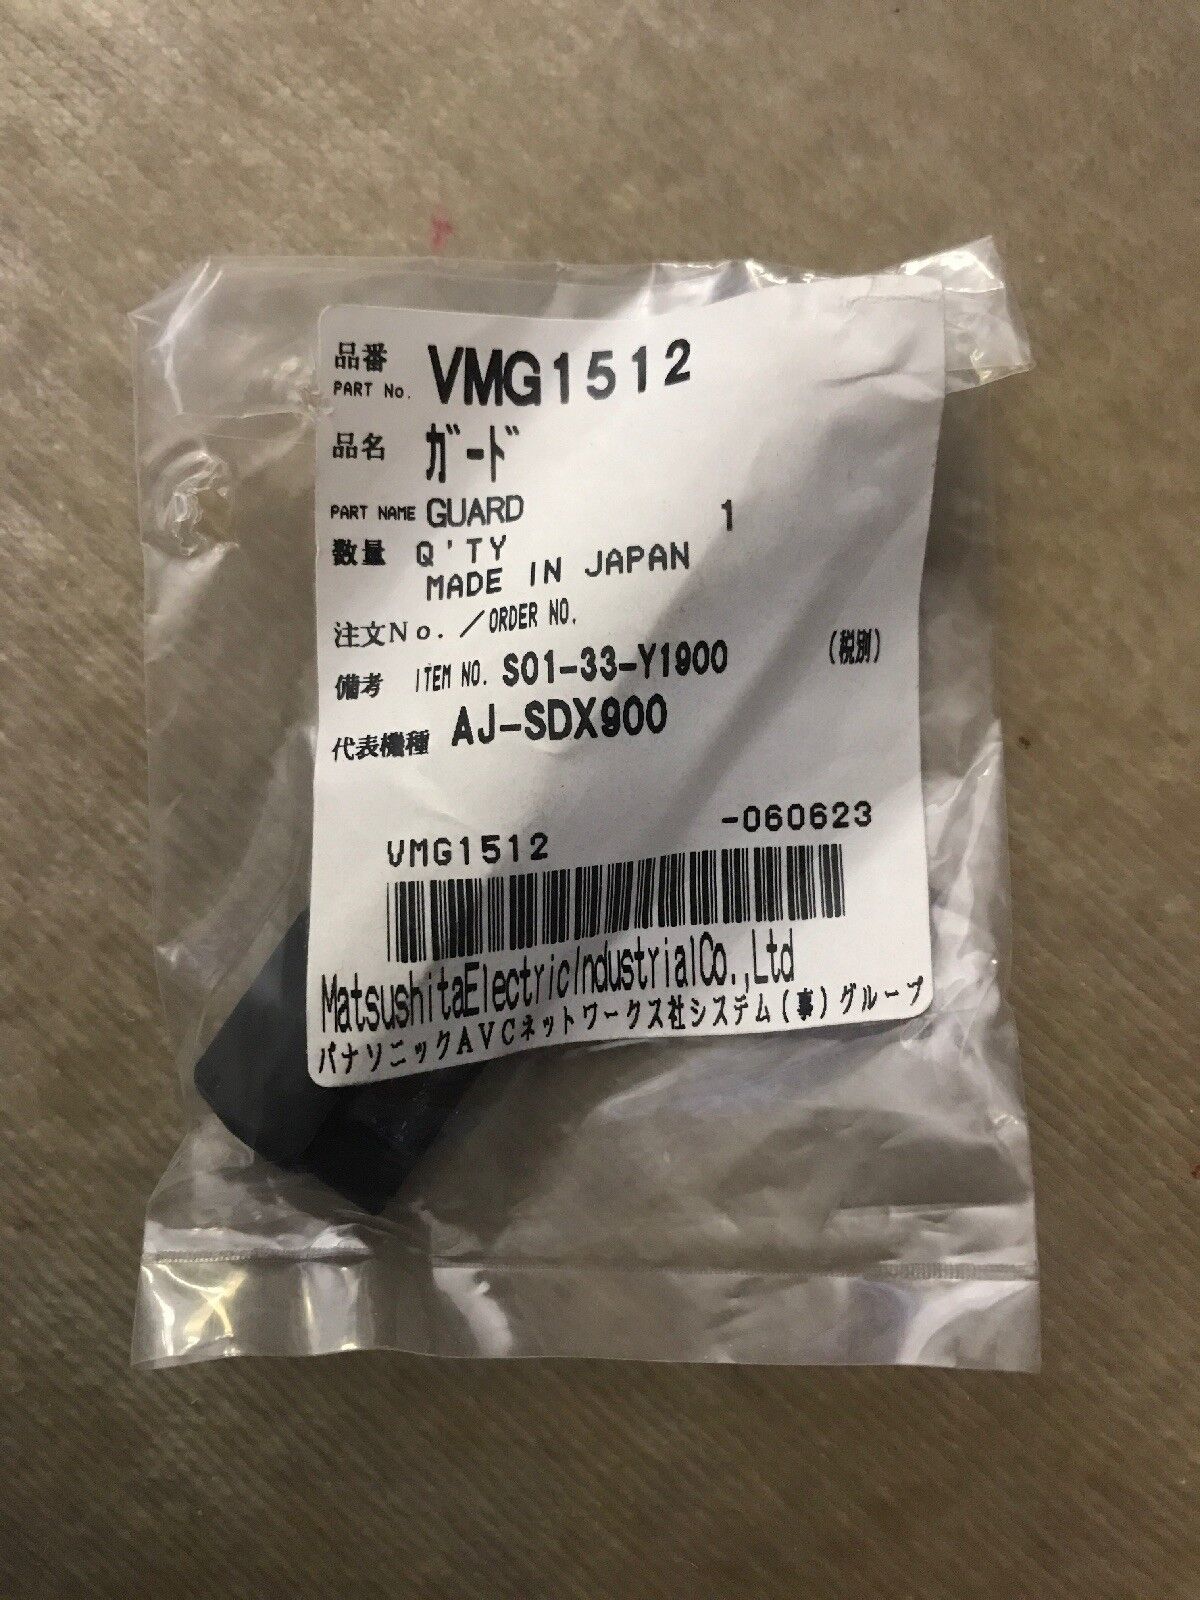 品番 VMG1512
PART No.
品名 ガード
PART NAME GUARD
数量 Q'TY 1
MADE IN JAPAN
注文No./ORDER NO.
備考 ITEM NO. S01-33-Y1900 (税別)
代表機種 AJ-SDX900
VMG1512 -060623
MatsushitaElectricIndustrialCo.,Ltd
パナソニックAVCネットワークス社システム(事)グループ